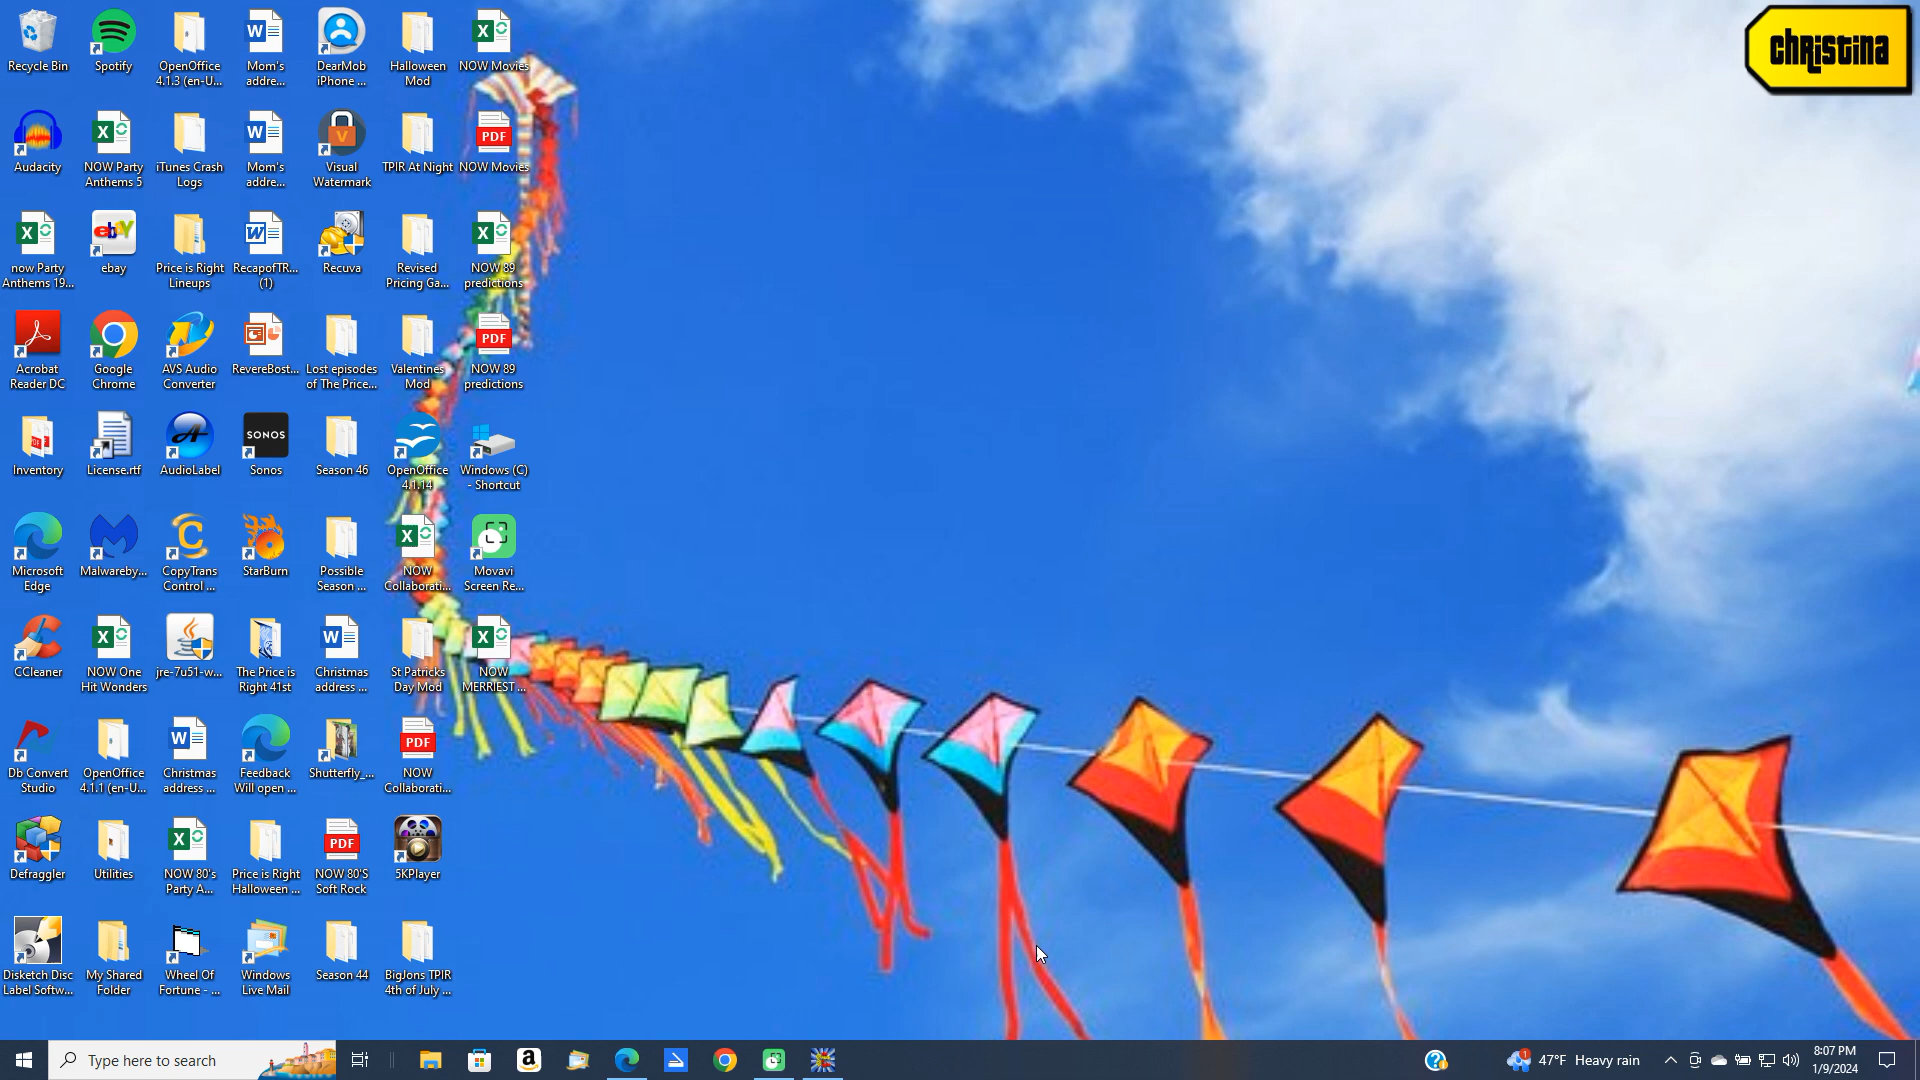 Recycle Bin
Spotify
OpenOffice
4.1.3 (en-U...
Mom's
addre...
DearMob
iPhone ...
Halloween
Mod
NOW Movies
christina
Audacity
NOW Party
Anthems 5
iTunes Crash
Logs
Mom's
addre...
Visual
Watermark
TPIR At Night
PDF
NOW Movies
now Party
Anthems 19...
ebay
Price is Right
Lineups
RecapofTR...
(1)
Recuva
Revised
Pricing Ga...
NOW 89
predictions
Acrobat
Reader DC
Google
Chrome
AVS Audio
Converter
RevereBost...
Lost episodes
of The Price...
Valentines
Mod
PDF
NOW 89
predictions
Inventory
License.rtf
AudioLabel
SONOS
Sonos
Season 46
OpenOffice
4.1.14
Windows (C)
- Shortcut
Microsoft
Edge
Malwareby...
CopyTrans
Control ...
StarBurn
Possible
Season ...
NOW
Collaborati...
Movavi
Screen Re...
CCleaner
NOW One
Hit Wonders
jre-7u51-w...
The Price is
Right 41st
Christmas
address ...
St Patricks
Day Mod
NOW
MERRIEST ...
Db Convert
Studio
OpenOffice
4.1.1 (en-U...
Christmas
address ...
Feedback
Will open ...
Shutterfly_...
PDF
NOW
Collaborati...
Defraggler
Utilities
NOW 80's
Party A...
Price is Right
Halloween ...
PDF
NOW 80'S
Soft Rock
5KPlayer
Disketch Disc
Label Softw...
My Shared
Folder
Wheel Of
Fortune - ...
Windows
Live Mail
Season 44
BigJons TPIR
4th of July ...
Type here to search
47°F Heavy rain
8:07 PM
1/9/2024